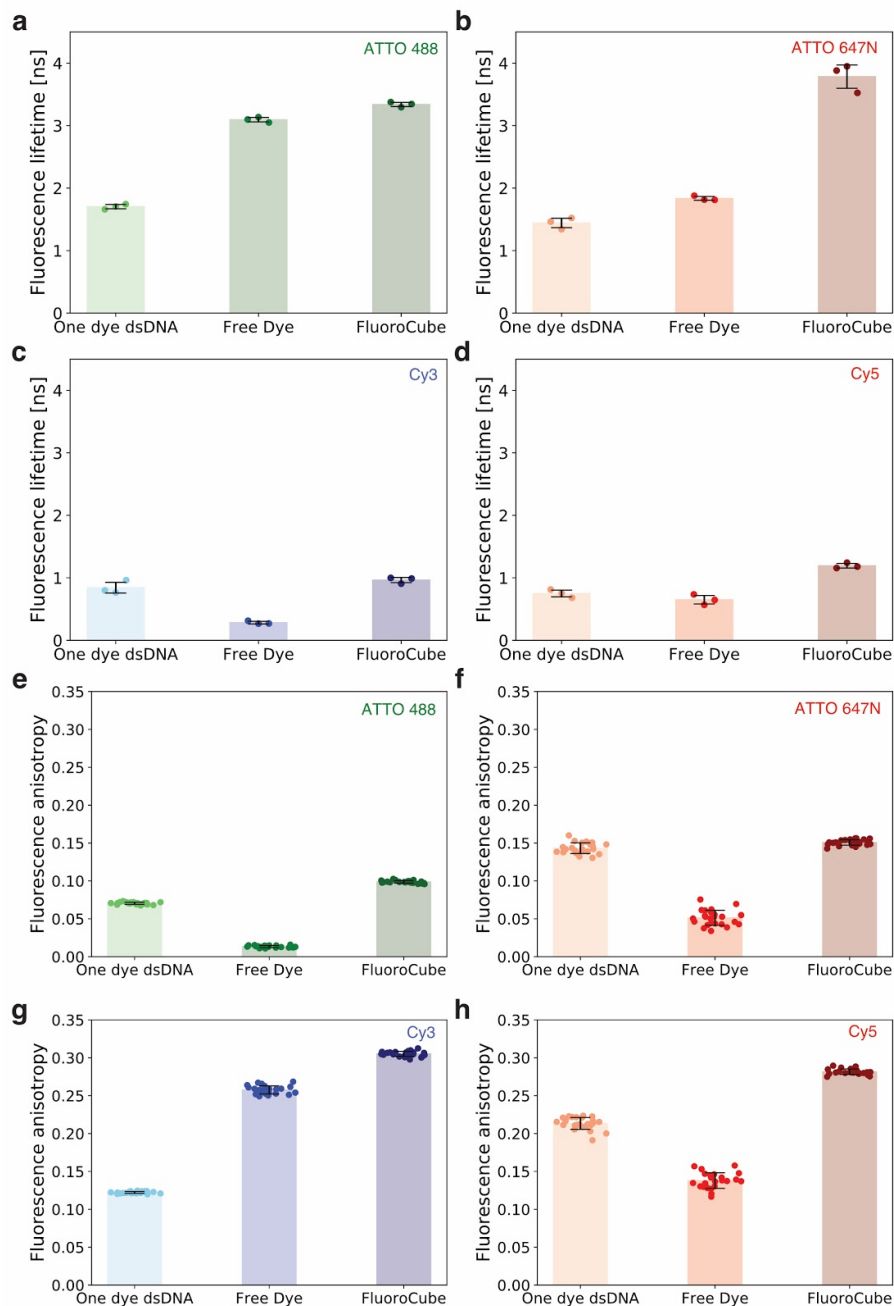 a
ATTO 488
Fluorescence lifetime [ns]
4
3
2
1
0
One dye dsDNA Free Dye FluoroCube
b
ATTO 647N
Fluorescence lifetime [ns]
4
3
2
1
0
One dye dsDNA Free Dye FluoroCube
c
Cy3
Fluorescence lifetime [ns]
4
3
2
1
0
One dye dsDNA Free Dye FluoroCube
d
Cy5
Fluorescence lifetime [ns]
4
3
2
1
0
One dye dsDNA Free Dye FluoroCube
e
ATTO 488
Fluorescence anisotropy
0.35
0.30
0.25
0.20
0.15
0.10
0.05
0.00
One dye dsDNA Free Dye FluoroCube
f
ATTO 647N
Fluorescence anisotropy
0.35
0.30
0.25
0.20
0.15
0.10
0.05
0.00
One dye dsDNA Free Dye FluoroCube
g
Cy3
Fluorescence anisotropy
0.35
0.30
0.25
0.20
0.15
0.10
0.05
0.00
One dye dsDNA Free Dye FluoroCube
h
Cy5
Fluorescence anisotropy
0.35
0.30
0.25
0.20
0.15
0.10
0.05
0.00
One dye dsDNA Free Dye FluoroCube